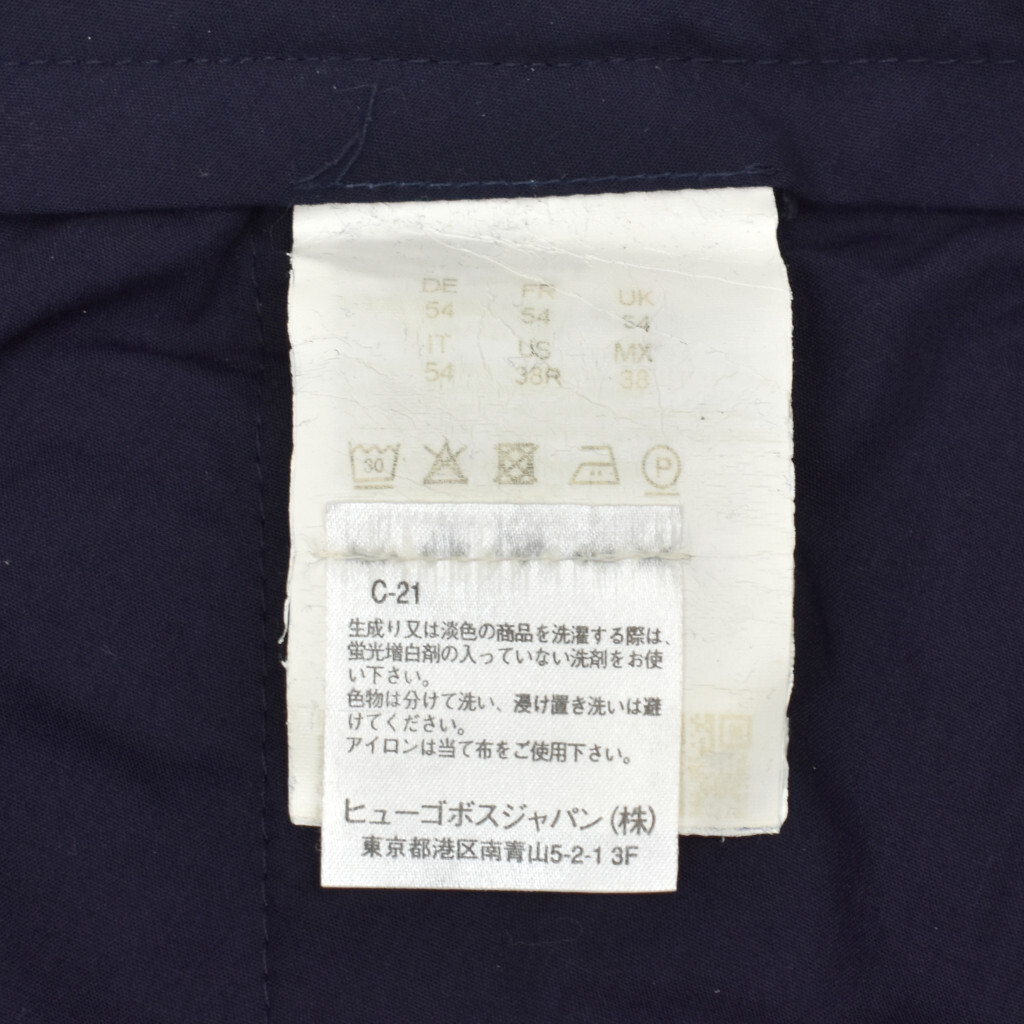 DE FR UK
54 54 54
IT US MX
54 38R 38
30 P
C-21
生成り又は淡色の商品を洗濯する際は、
蛍光増白剤の入っていない洗剤をお使
い下さい。
色物は分けて洗い、浸け置き洗いは避
けてください。
アイロンは当て布をご使用下さい。
ヒューゴボスジャパン(株)
東京都港区南青山5-2-1 3F